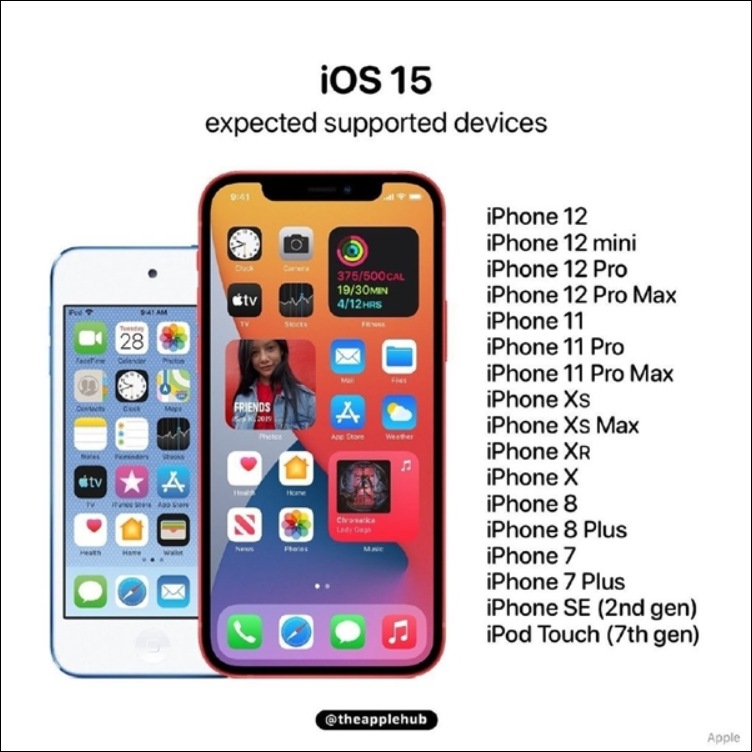 iOS 15
expected supported devices
iPhone 12
iPhone 12 mini
iPhone 12 Pro
iPhone 12 Pro Max
iPhone 11
iPhone 11 Pro
iPhone 11 Pro Max
iPhone Xs
iPhone Xs Max
iPhone XR
iPhone X
iPhone 8
iPhone 8 Plus
iPhone 7
iPhone 7 Plus
iPhone SE (2nd gen)
iPod Touch (7th gen)
iPod 9:41 AM
Tuesday
28
FaceTime Calendar Photos
Contacts Clock Maps
Notes Reminders Stocks
tv
TV iTunes Store App Store
Health Home Wallet
9:41
Clock Camera
375/500CAL
19/30MIN
4/12HRS
tv
TV Stocks Fitness
FRIENDS
Photos
Mail Files
App Store Weather
Health Home
Chromatica
Lady Gaga
News Photos Music
@theapplehub
Apple